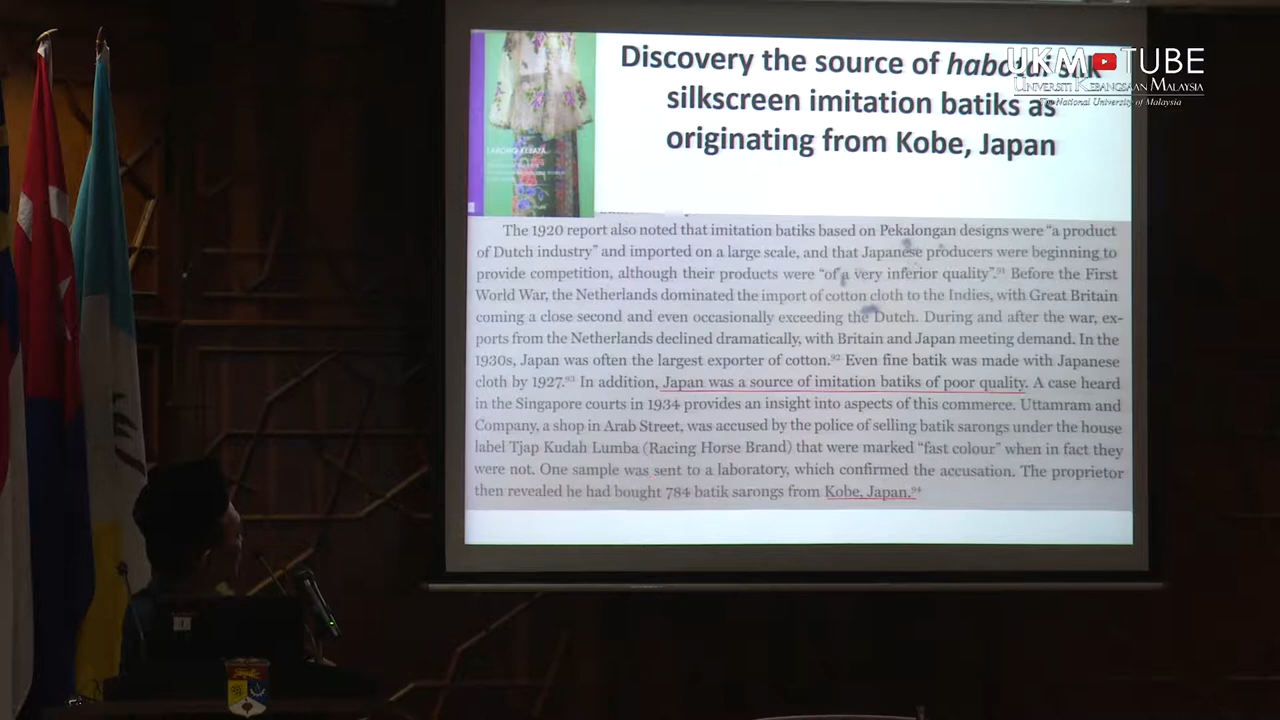 Discovery the source of habotai silk
silkscreen imitation batiks as
originating from Kobe, Japan
UKM TUBE
UNIVERSITI KEBANGSAAN MALAYSIA
The National University of Malaysia
The 1920 report also noted that imitation batiks based on Pekalongan designs were “a product
of Dutch industry” and imported on a large scale, and that Japanese producers were beginning to
provide competition, although their products were “of a very inferior quality”.⁹¹ Before the First
World War, the Netherlands dominated the import of cotton cloth to the Indies, with Great Britain
coming a close second and even occasionally exceeding the Dutch. During and after the war, ex-
ports from the Netherlands declined dramatically, with Britain and Japan meeting demand. In the
1930s, Japan was often the largest exporter of cotton.⁹² Even fine batik was made with Japanese
cloth by 1927.⁹³ In addition, Japan was a source of imitation batiks of poor quality. A case heard
in the Singapore courts in 1934 provides an insight into aspects of this commerce. Uttamram and
Company, a shop in Arab Street, was accused by the police of selling batik sarongs under the house
label Tjap Kudah Lumba (Racing Horse Brand) that were marked “fast colour” when in fact they
were not. One sample was sent to a laboratory, which confirmed the accusation. The proprietor
then revealed he had bought 784 batik sarongs from Kobe, Japan.⁹⁴